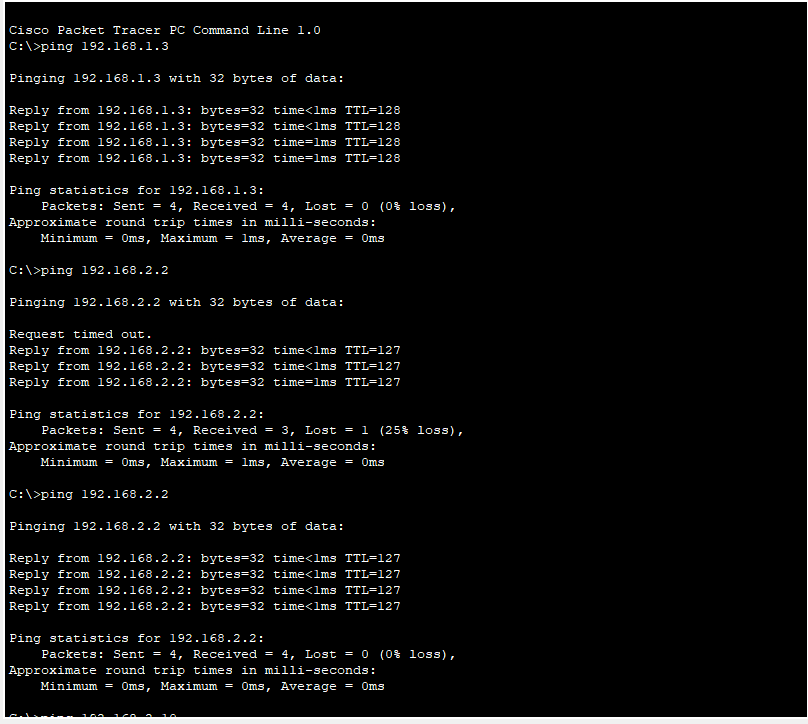 Cisco Packet Tracer PC Command Line 1.0
C:\>ping 192.168.1.3
Pinging 192.168.1.3 with 32 bytes of data:
Reply from 192.168.1.3: bytes=32 time<1ms TTL=128
Reply from 192.168.1.3: bytes=32 time<1ms TTL=128
Reply from 192.168.1.3: bytes=32 time=1ms TTL=128
Reply from 192.168.1.3: bytes=32 time=1ms TTL=128
Ping statistics for 192.168.1.3:
Packets: Sent = 4, Received = 4, Lost = 0 (0% loss),
Approximate round trip times in milli-seconds:
Minimum = 0ms, Maximum = 1ms, Average = 0ms
C:\>ping 192.168.2.2
Pinging 192.168.2.2 with 32 bytes of data:
Request timed out.
Reply from 192.168.2.2: bytes=32 time<1ms TTL=127
Reply from 192.168.2.2: bytes=32 time<1ms TTL=127
Reply from 192.168.2.2: bytes=32 time=1ms TTL=127
Ping statistics for 192.168.2.2:
Packets: Sent = 4, Received = 3, Lost = 1 (25% loss),
Approximate round trip times in milli-seconds:
Minimum = 0ms, Maximum = 1ms, Average = 0ms
C:\>ping 192.168.2.2
Pinging 192.168.2.2 with 32 bytes of data:
Reply from 192.168.2.2: bytes=32 time<1ms TTL=127
Reply from 192.168.2.2: bytes=32 time<1ms TTL=127
Reply from 192.168.2.2: bytes=32 time<1ms TTL=127
Reply from 192.168.2.2: bytes=32 time<1ms TTL=127
Ping statistics for 192.168.2.2:
Packets: Sent = 4, Received = 4, Lost = 0 (0% loss),
Approximate round trip times in milli-seconds:
Minimum = 0ms, Maximum = 0ms, Average = 0ms